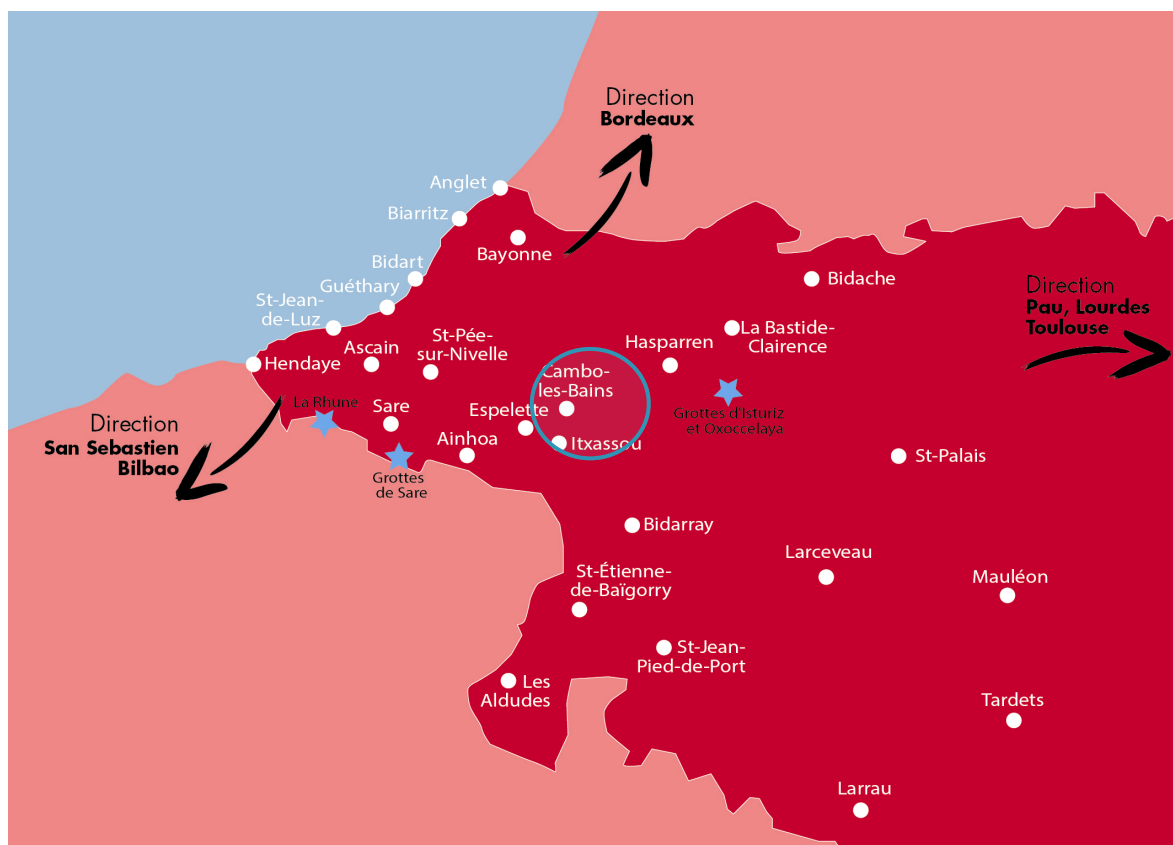 Direction
Bordeaux
Anglet
Biarritz
Bayonne
Bidart
Guéthary
St-Jean-
de-Luz
Bidache
Direction
Pau, Lourdes
Toulouse
La Bastide-
Clairence
Hasparren
St-Pée-
sur-Nivelle
Ascain
Hendaye
Cambo-
les-Bains
La Rhune
Sare
Espelette
Grottes d'Isturiz
et Oxoccelaya
Direction
San Sebastien
Bilbao
Ainhoa
Itxassou
St-Palais
Grottes
de Sare
Bidarray
Larceveau
St-Étienne-
de-Baïgorry
Mauléon
St-Jean-
Pied-de-Port
Les
Aldudes
Tardets
Larrau